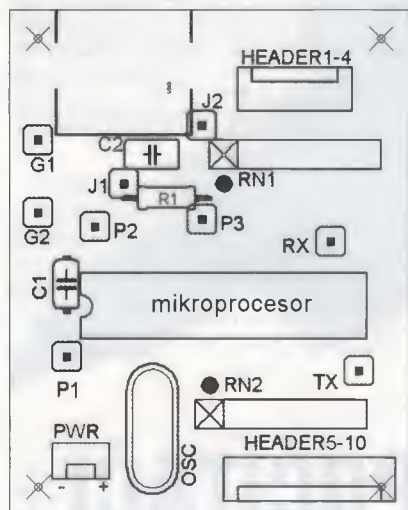 HEADER1-4
J2
G1
C2
J1
R1
RN1
G2
P2
P3
RX
C1
mikroprocesor
P1
RN2
TX
PWR
OSC
HEADER5-10
- +